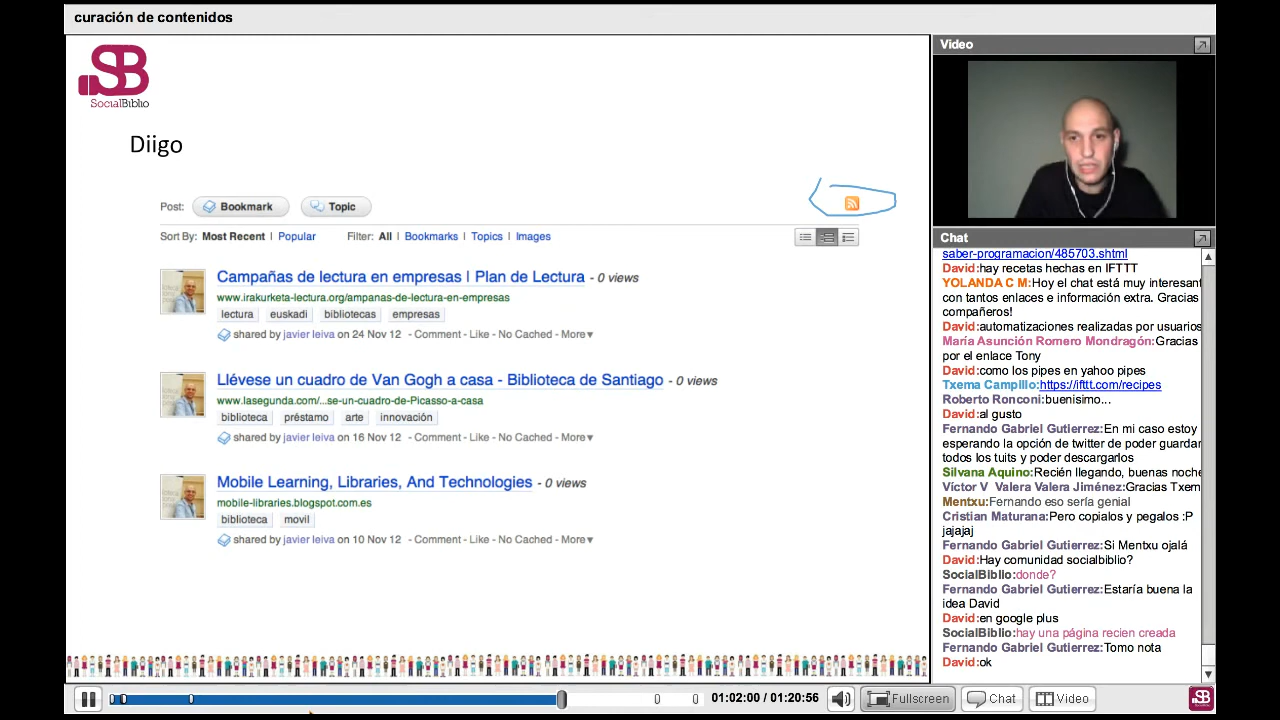 curación de contenidos
SB
SocialBiblio
Diigo
Post: Bookmark Topic
Sort By: Most Recent | Popular Filter: All | Bookmarks | Topics | Images
Campañas de lectura en empresas | Plan de Lectura - 0 views
www.irakurketa-lectura.org/ampanas-de-lectura-en-empresas
lectura euskadi bibliotecas empresas
shared by javier leiva on 24 Nov 12 - Comment - Like - No Cached - More▾
Llévese un cuadro de Van Gogh a casa - Biblioteca de Santiago - 0 views
www.lasegunda.com/...se-un-cuadro-de-Picasso-a-casa
biblioteca préstamo arte innovación
shared by javier leiva on 16 Nov 12 - Comment - Like - No Cached - More▾
Mobile Learning, Libraries, And Technologies - 0 views
mobile-libraries.blogspot.com.es
biblioteca movil
shared by javier leiva on 10 Nov 12 - Comment - Like - No Cached - More▾
Video
Chat
saber-programacion/485703.shtml
David:hay recetas hechas en IFTTT
YOLANDA C M:Hoy el chat está muy interesant
con tantos enlaces e información extra. Gracias
compañeros!
David:automatizaciones realizadas por usuarios
María Asunción Romero Mondragón:Gracias
por el enlace Tony
David:como los pipes en yahoo pipes
Txema Campillo:https://ifttt.com/recipes
Roberto Ronconi:buenisimo...
David:al gusto
Fernando Gabriel Gutierrez:En mi caso estoy
esperando la opción de twitter de poder guardar
todos los tuits y poder descargarlos
Silvana Aquino:Recién llegando, buenas noche
Víctor V Valera Valera Jiménez:Gracias Txem
Mentxu:Fernando eso sería genial
Cristian Maturana:Pero copialos y pegalos :P
jajajaj
Fernando Gabriel Gutierrez:Si Mentxu ojalá
David:Hay comunidad socialbiblio?
SocialBiblio:donde?
Fernando Gabriel Gutierrez:Estaría buena la
idea David
David:en google plus
SocialBiblio:hay una página recien creada
Fernando Gabriel Gutierrez:Tomo nota
David:ok
01:02:00 / 01:20:56 Fullscreen Chat Video